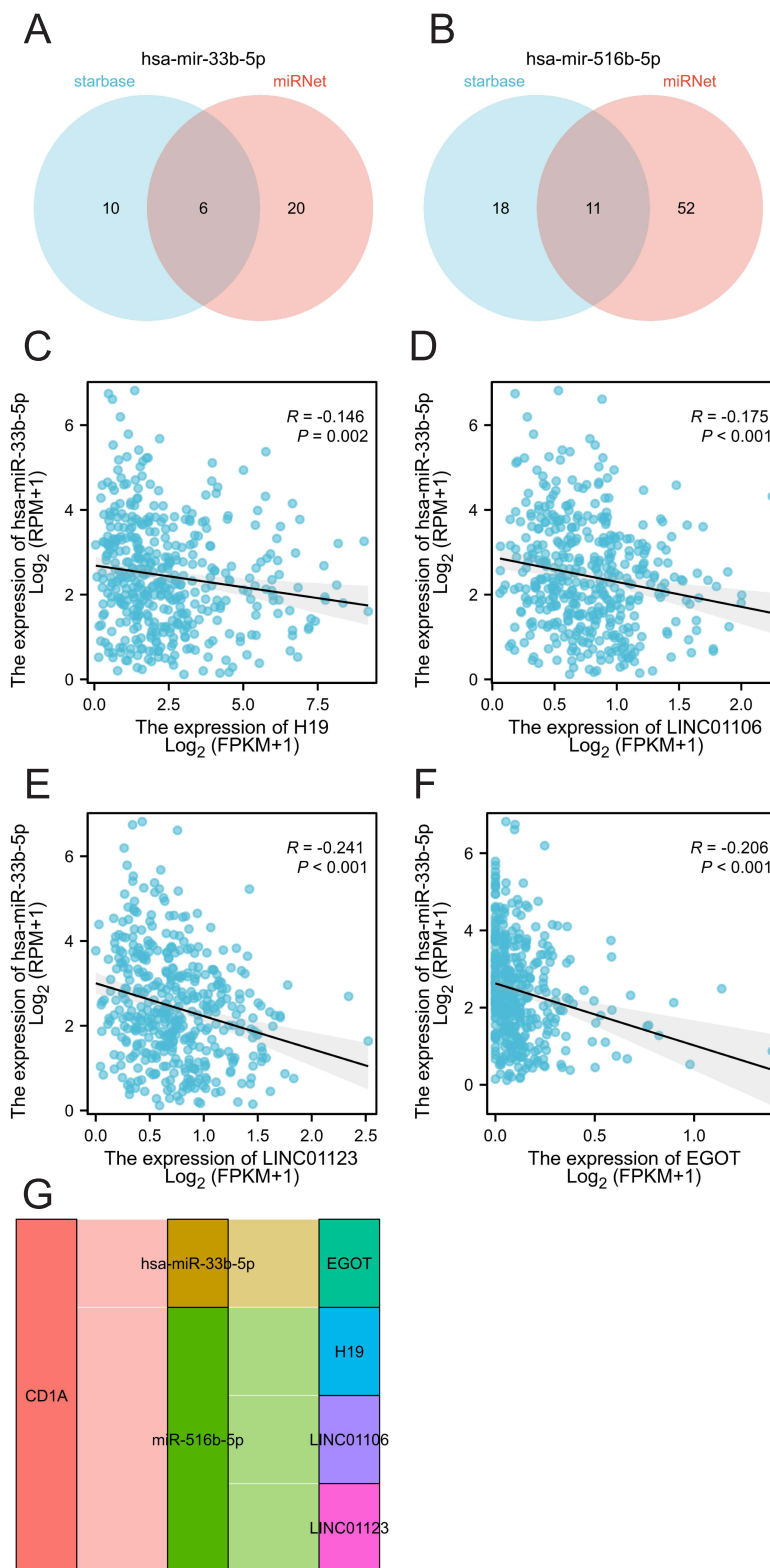 A
hsa-mir-33b-5p
starbase
miRNet
10
6
20
B
hsa-mir-516b-5p
starbase
miRNet
18
11
52
C
R = -0.146
P = 0.002
6
4
2
0
The expression of hsa-miR-33b-5p
Log2 (RPM+1)
0.0
2.5
5.0
7.5
The expression of H19
Log2 (FPKM+1)
D
R = -0.175
P < 0.001
6
4
2
0
The expression of hsa-miR-33b-5p
Log2 (RPM+1)
0.0
0.5
1.0
1.5
2.0
The expression of LINC01106
Log2 (FPKM+1)
E
R = -0.241
P < 0.001
6
4
2
0
The expression of hsa-miR-33b-5p
Log2 (RPM+1)
0.0
0.5
1.0
1.5
2.0
2.5
The expression of LINC01123
Log2 (FPKM+1)
F
R = -0.206
P < 0.001
6
4
2
0
The expression of hsa-miR-33b-5p
Log2 (RPM+1)
0.0
0.5
1.0
The expression of EGOT
Log2 (FPKM+1)
G
hsa-miR-33b-5p
EGOT
H19
CD1A
miR-516b-5p
LINC01106
LINC01123